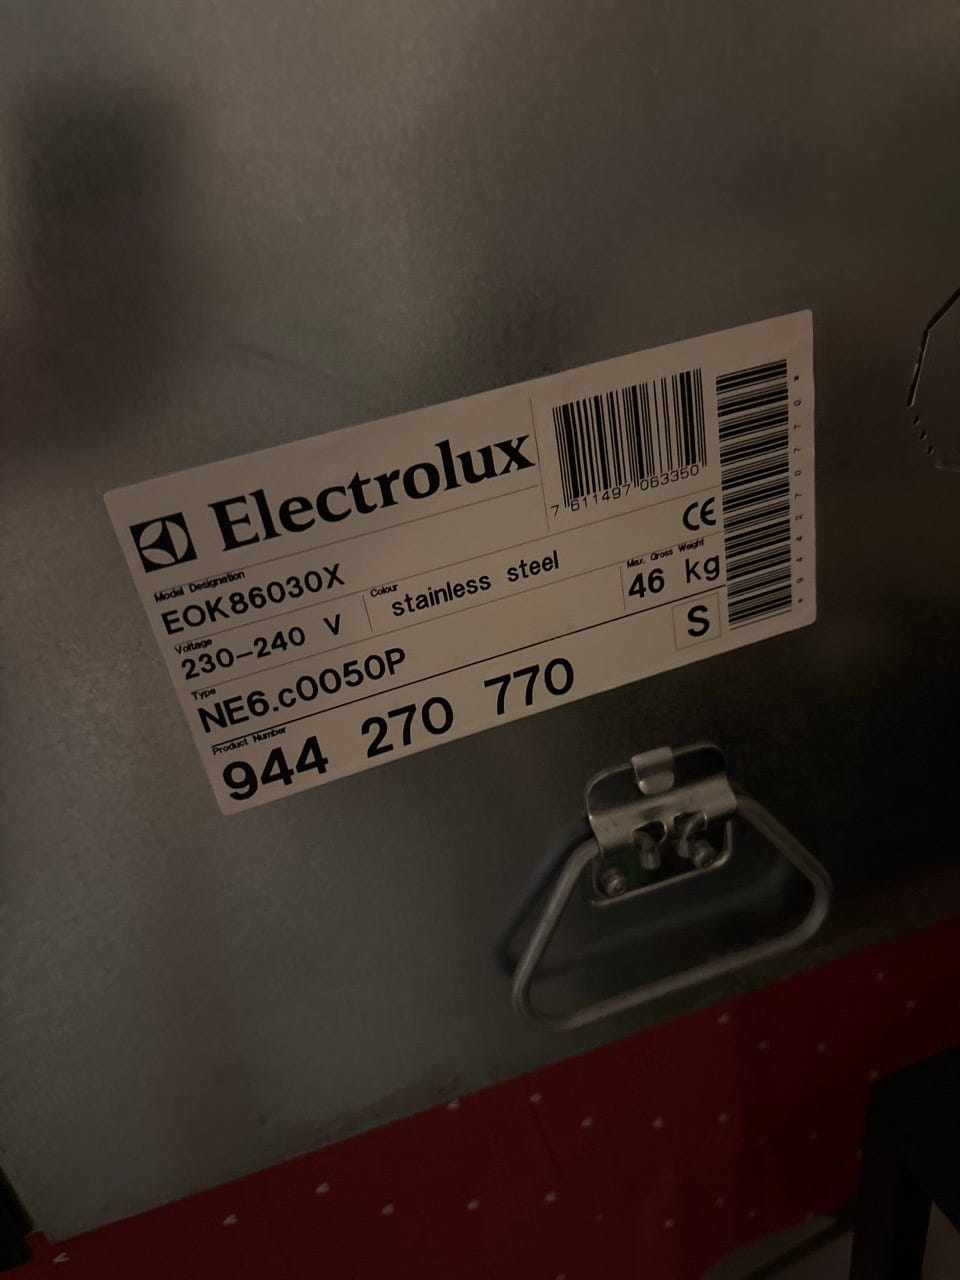 Electrolux
7 611497 063350
CE
Model Designation
EOK86030X
Voltage
230-240 V
Colour
stainless steel
Max. Gross Weight
46 kg
Type
NE6.c0050P
S
Product Number
944 270 770
*944270770*